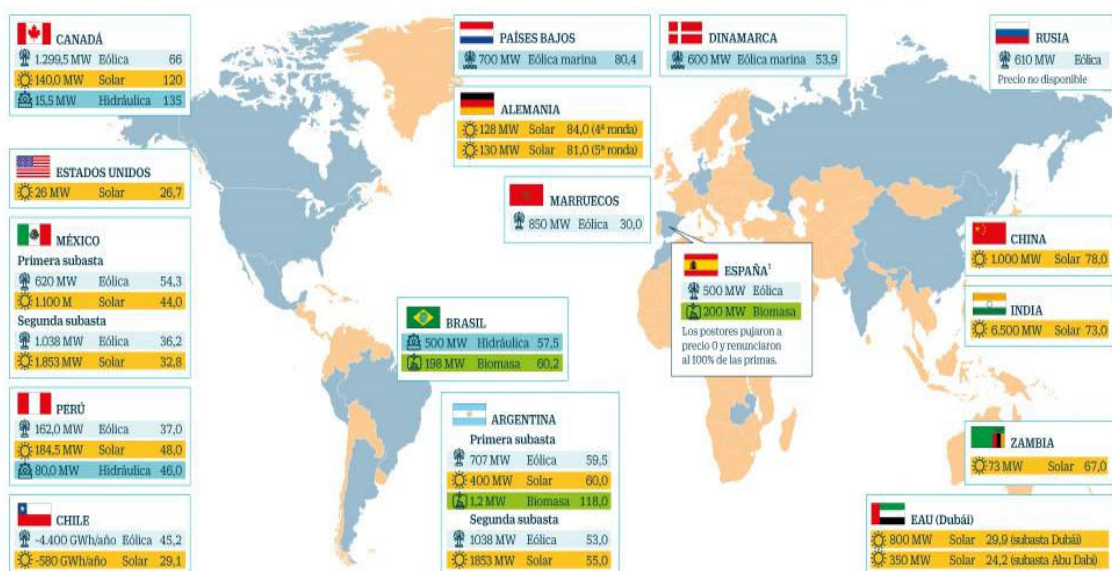 CANADÁ
1.299,5 MW Eólica 66
140,0 MW Solar 120
15,5 MW Hidráulica 135
PAÍSES BAJOS
700 MW Eólica marina 80,4
DINAMARCA
600 MW Eólica marina 53,9
RUSIA
610 MW Eólica
Precio no disponible
ALEMANIA
128 MW Solar 84,0 (4ª ronda)
130 MW Solar 81,0 (5ª ronda)
ESTADOS UNIDOS
26 MW Solar 26,7
MARRUECOS
850 MW Eólica 30,0
MÉXICO
Primera subasta
620 MW Eólica 54,3
1.100 M Solar 44,0
Segunda subasta
1.038 MW Eólica 36,2
1.853 MW Solar 32,8
ESPAÑA¹
500 MW Eólica
200 MW Biomasa
Los postores pujaron a
precio 0 y renunciaron
al 100% de las primas.
CHINA
1.000 MW Solar 78,0
INDIA
6.500 MW Solar 73,0
BRASIL
500 MW Hidráulica 57,5
198 MW Biomasa 60,2
PERÚ
162,0 MW Eólica 37,0
184,5 MW Solar 48,0
80,0 MW Hidráulica 46,0
ARGENTINA
Primera subasta
707 MW Eólica 59,5
400 MW Solar 60,0
1,2 MW Biomasa 118,0
Segunda subasta
1038 MW Eólica 53,0
1853 MW Solar 55,0
ZAMBIA
73 MW Solar 67,0
CHILE
-4.400 GWh/año Eólica 45,2
-580 GWh/año Solar 29,1
EAU (Dubái)
800 MW Solar 29,9 (subasta Dubái)
350 MW Solar 24,2 (subasta Abu Dabi)